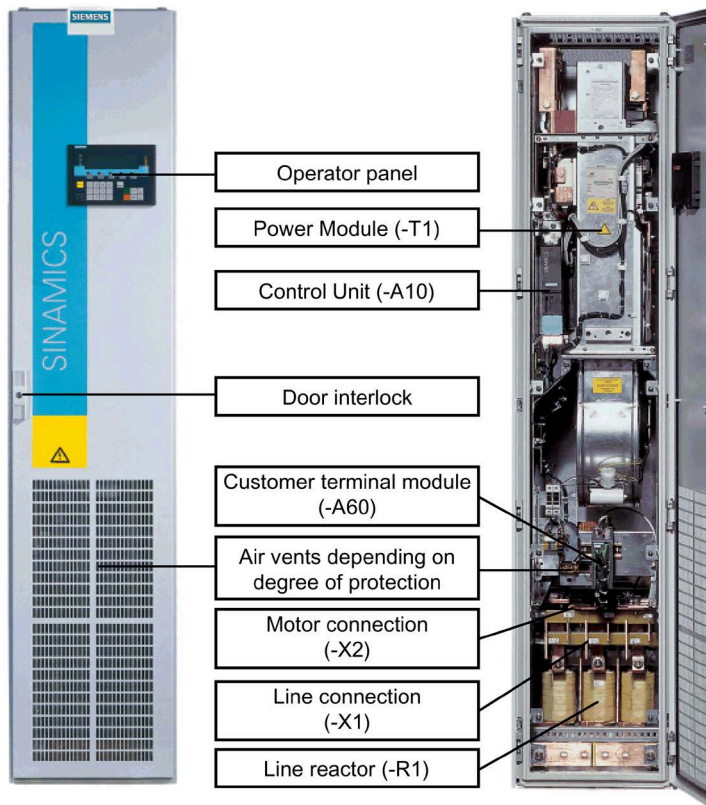 SIEMENS
SINAMICS
Operator panel
Power Module (-T1)
Control Unit (-A10)
Door interlock
Customer terminal module
(-A60)
Air vents depending on
degree of protection
Motor connection
(-X2)
Line connection
(-X1)
Line reactor (-R1)